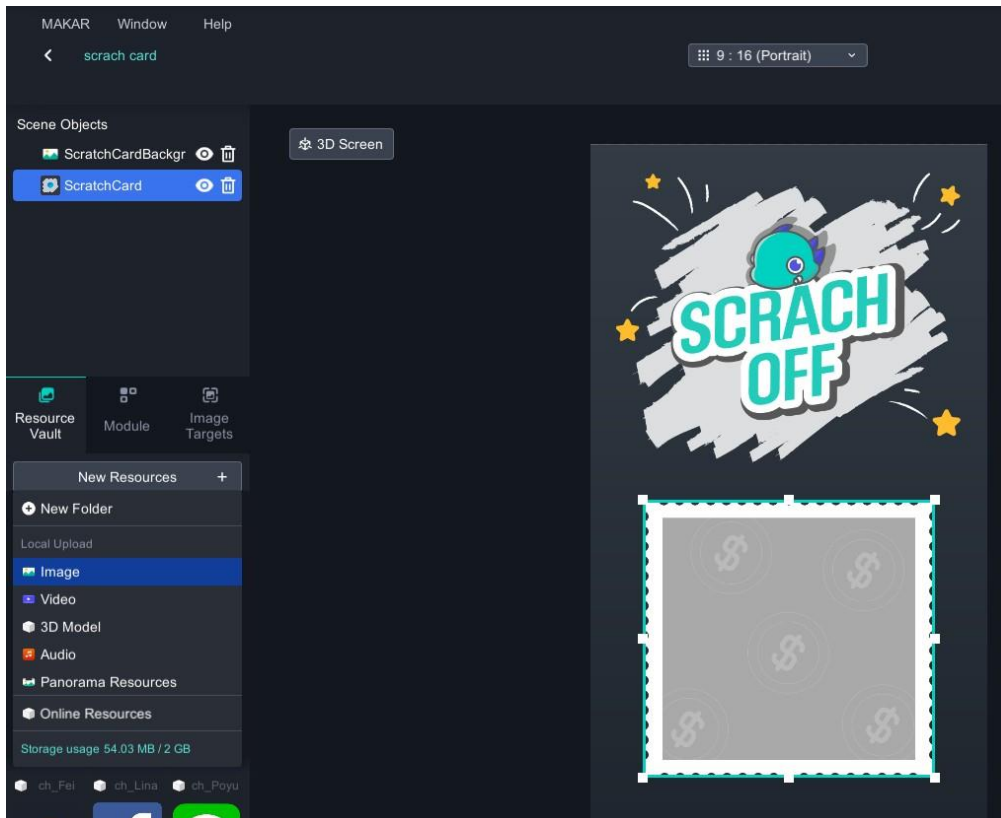 MAKAR Window Help
scrach card
9 : 16 (Portrait)
Scene Objects
ScratchCardBackgr
ScratchCard
3D Screen
SCRACH
OFF
Resource
Vault
Module
Image
Targets
New Resources +
New Folder
Local Upload
Image
Video
3D Model
Audio
Panorama Resources
Online Resources
Storage usage 54.03 MB / 2 GB
ch_Fei ch_Lina ch_Poyu
$ $
$
$ $